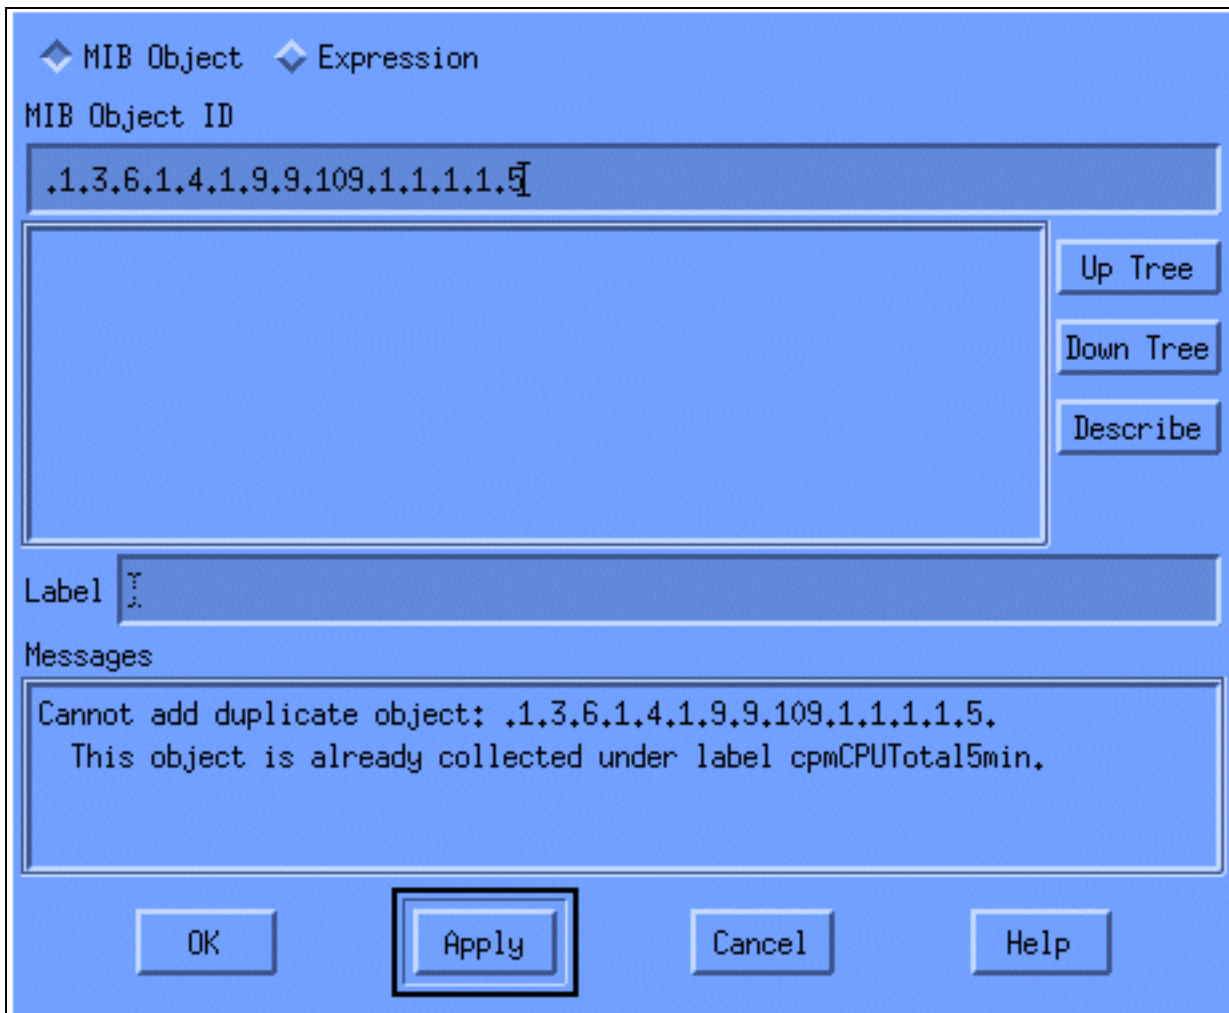 MIB Object Expression
MIB Object ID
.1.3.6.1.4.1.9.9.109.1.1.1.1.5
Up Tree
Down Tree
Describe
Label
Messages
Cannot add duplicate object: .1.3.6.1.4.1.9.9.109.1.1.1.1.5.
This object is already collected under label cpmCPUTotal5min.
OK Apply Cancel Help